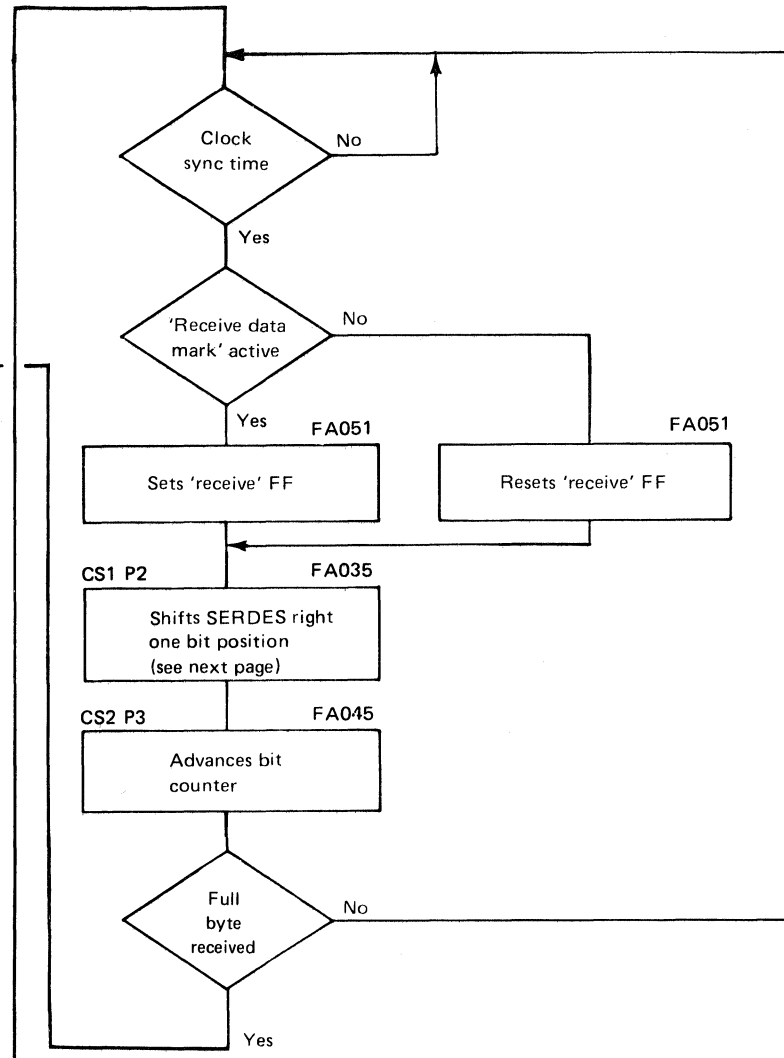 Clock
sync time
No
Yes
'Receive data
mark' active
No
Yes
FA051
FA051
Sets 'receive' FF
Resets 'receive' FF
CS1 P2
FA035
Shifts SERDES right
one bit position
(see next page)
CS2 P3
FA045
Advances bit
counter
Full
byte
received
No
Yes